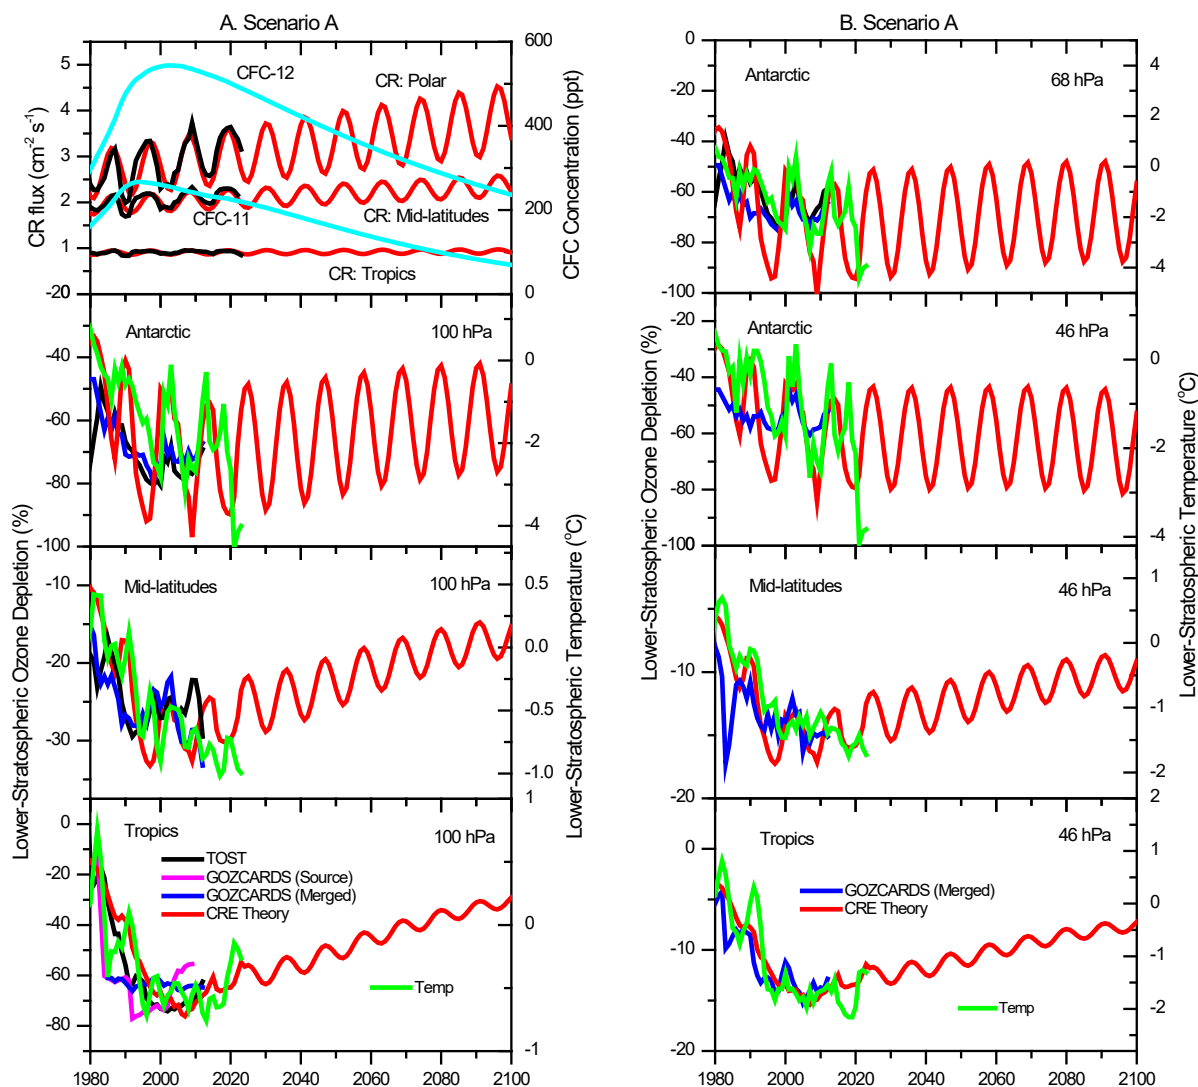 A. Scenario A
B. Scenario A
CR flux (cm⁻² s⁻¹)
5
4
3
2
1
-20
600
400
200
0
CFC Concentration (ppt)
CFC-12
CR: Polar
CFC-11
CR: Mid-latitudes
CR: Tropics
Antarctic
100 hPa
-40
-60
-80
-100
0
-2
-4
Mid-latitudes
100 hPa
-10
-20
-30
0.5
0.0
-0.5
-1.0
Lower-Stratospheric Ozone Depletion (%)
Lower-Stratospheric Temperature (°C)
Tropics
100 hPa
TOST
GOZCARDS (Source)
GOZCARDS (Merged)
CRE Theory
Temp
0
-20
-40
-60
-80
1
0
-1
1980 2000 2020 2040 2060 2080 2100
Antarctic
68 hPa
0
-20
-40
-60
-80
-100
4
2
0
-2
-4
Antarctic
46 hPa
-20
-40
-60
-80
-100
0
-2
-4
Lower-Stratospheric Ozone Depletion (%)
Lower-Stratospheric Temperature (°C)
Mid-latitudes
46 hPa
0
-10
-20
1
0
-1
-2
2
Tropics
46 hPa
GOZCARDS (Merged)
CRE Theory
Temp
0
-10
-20
1
0
-1
-2
1980 2000 2020 2040 2060 2080 2100